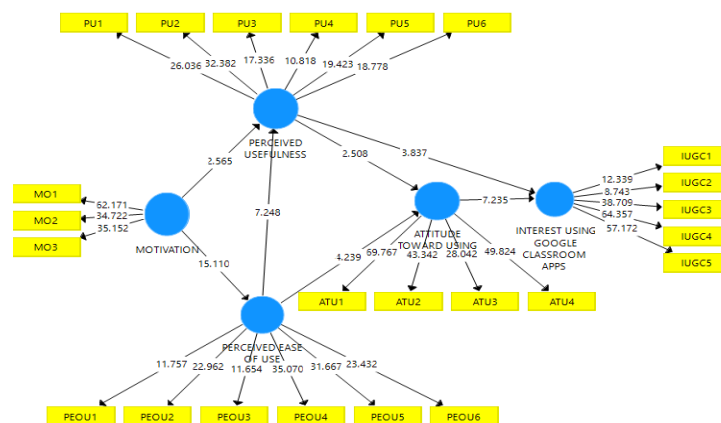 PU1 PU2 PU3 PU4 PU5 PU6
26.036 32.382 17.336 10.818 19.423 18.778
PERCEIVED
USEFULNESS
2.565 2.508 3.837
MO1
MO2
MO3
62.171
34.722
35.152
MOTIVATION
7.248
15.110
4.239
7.235
ATTITUDE
TOWARD USING
INTEREST USING
GOOGLE
CLASSROOM
APPS
12.339
8.743
38.709
64.357
57.172
IUGC1
IUGC2
IUGC3
IUGC4
IUGC5
69.767 43.342 28.042 49.824
ATU1 ATU2 ATU3 ATU4
PERCEIVED EASE
OF USE
11.757 22.962 11.654 35.070 31.667 23.432
PEOU1 PEOU2 PEOU3 PEOU4 PEOU5 PEOU6